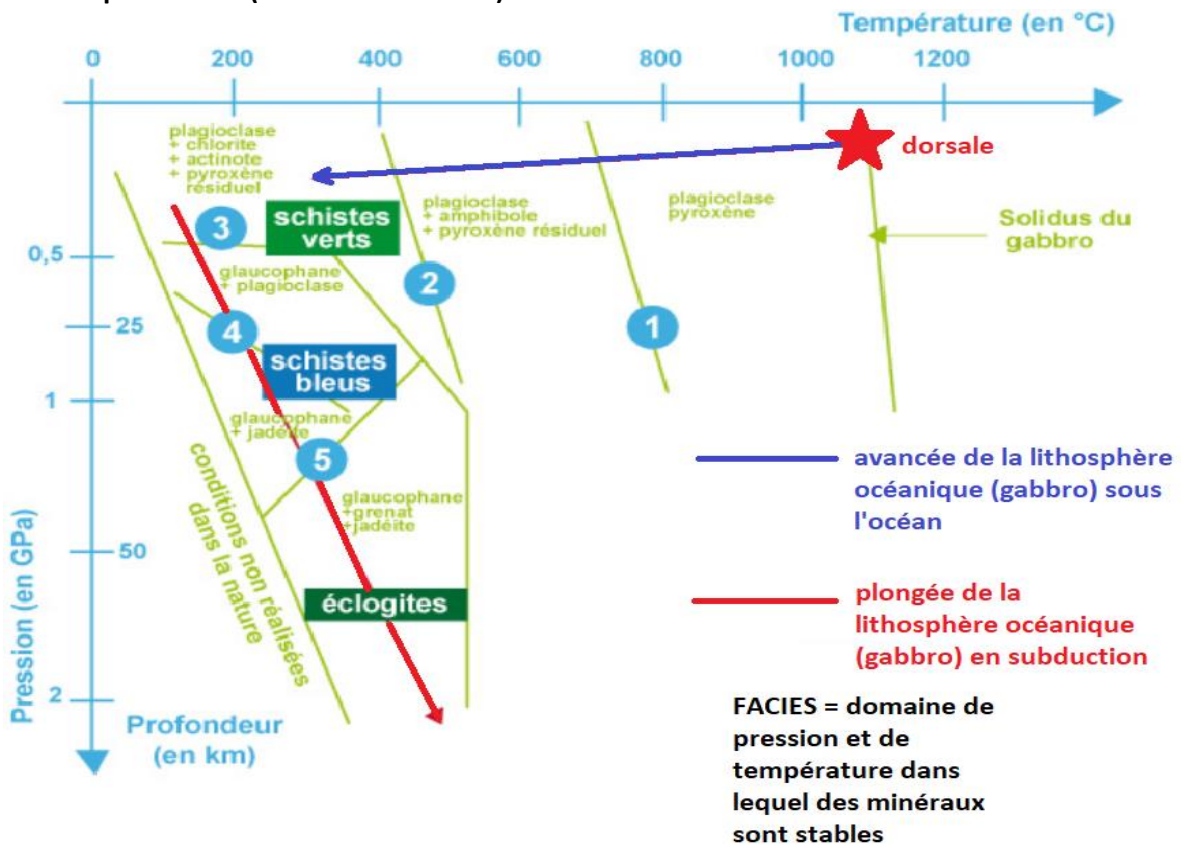 Température (en °C)
0 200 400 600 800 1000 1200
dorsale
plagioclase
+ chlorite
+ actinote
+ pyroxène
résiduel
plagioclase
+ amphibole
+ pyroxène résiduel
plagioclase
pyroxène
Solidus du
gabbro
3
schistes
verts
0,5
glaucophane
+ plagioclase
2
25
4
1
schistes
bleus
1
glaucophane
+ jadéite
5
conditions non réalisées
dans la nature
glaucophane
+grenat
+jadéite
50
éclogites
2
Pression (en GPa)
Profondeur
(en km)
avancée de la lithosphère
océanique (gabbro) sous
l'océan
plongée de la
lithosphère océanique
(gabbro) en subduction
FACIES = domaine de
pression et de
température dans
lequel des minéraux
sont stables